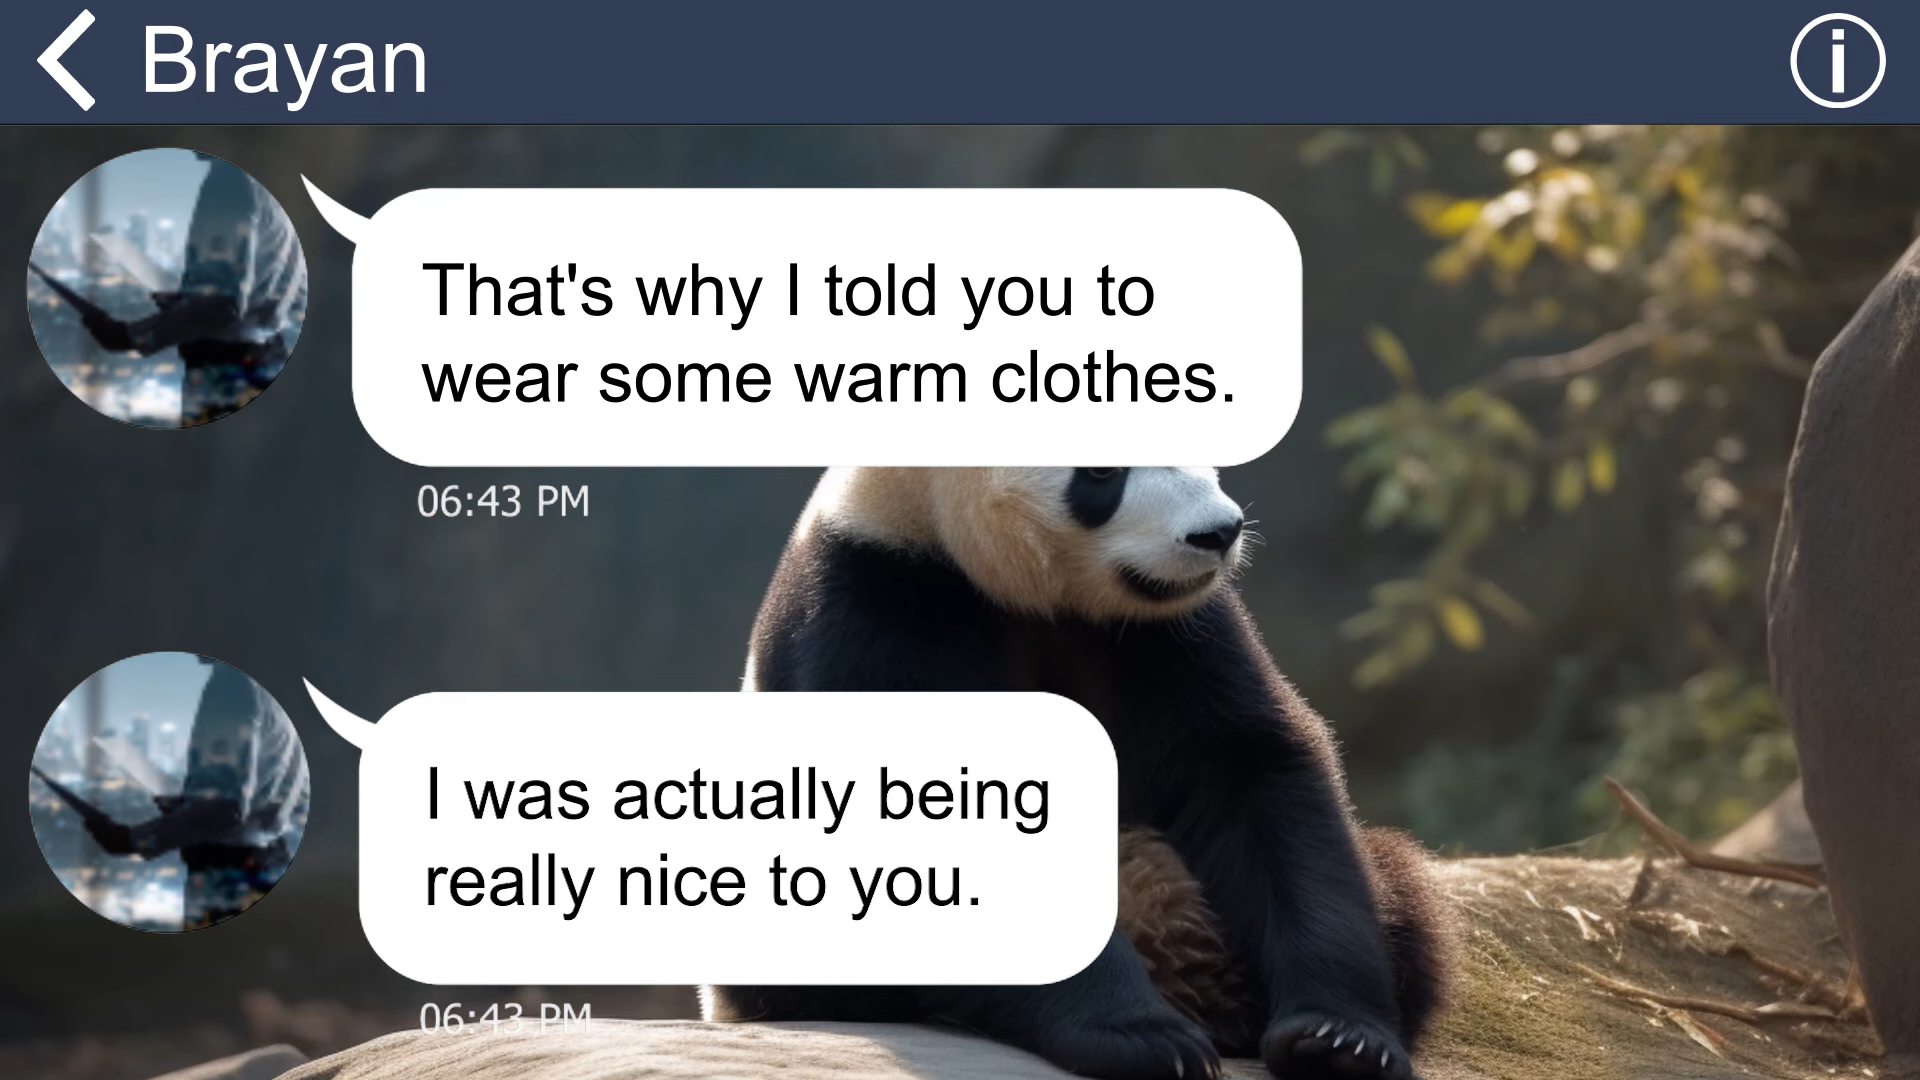 Brayan
That's why I told you to
wear some warm clothes.
06:43 PM
I was actually being
really nice to you.
06:43 PM